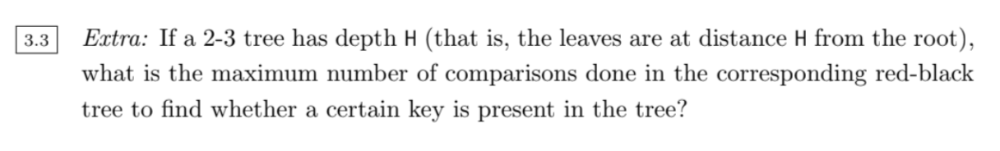 3.3 Extra: If a 2-3 tree has depth H (that is, the leaves are at distance H from the root),
what is the maximum number of comparisons done in the corresponding red-black
tree to find whether a certain key is present in the tree?